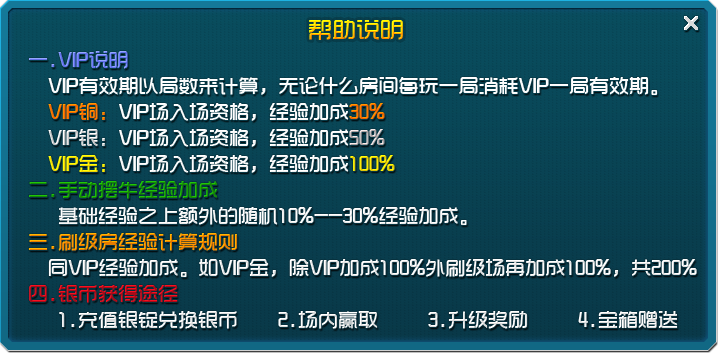 帮助说明
一.VIP说明
VIP有效期以局数来计算，无论什么房间每玩一局消耗VIP一局有效期。
VIP铜：VIP场入场资格，经验加成30%
VIP银：VIP场入场资格，经验加成50%
VIP金：VIP场入场资格，经验加成100%
二.手动摆牛经验加成
基础经验之上额外的随机10%--30%经验加成。
三.刷级房经验计算规则
同VIP经验加成。如VIP金，除VIP加成100%外刷级场再加成100%，共200%
四.银币获得途径
1.充值银锭兑换银币 2.场内赢取 3.升级奖励 4.宝箱赠送